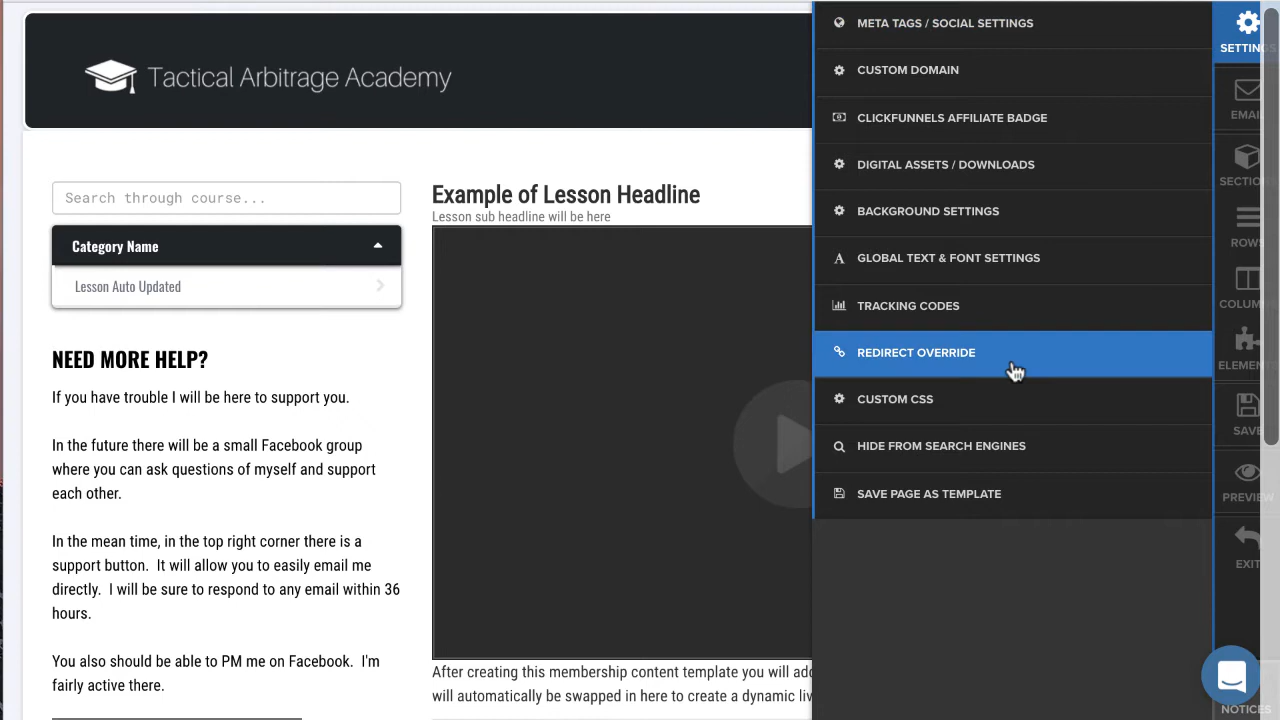 Tactical Arbitrage Academy
Search through course...
Category Name
Lesson Auto Updated
NEED MORE HELP?
If you have trouble I will be here to support you.
In the future there will be a small Facebook group
where you can ask questions of myself and support
each other.
In the mean time, in the top right corner there is a
support button. It will allow you to easily email me
directly. I will be sure to respond to any email within 36
hours.
You also should be able to PM me on Facebook. I'm
fairly active there.
Example of Lesson Headline
Lesson sub headline will be here
After creating this membership content template you will add
will automatically be swapped in here to create a dynamic liv
META TAGS / SOCIAL SETTINGS
CUSTOM DOMAIN
CLICKFUNNELS AFFILIATE BADGE
DIGITAL ASSETS / DOWNLOADS
BACKGROUND SETTINGS
GLOBAL TEXT & FONT SETTINGS
TRACKING CODES
REDIRECT OVERRIDE
CUSTOM CSS
HIDE FROM SEARCH ENGINES
SAVE PAGE AS TEMPLATE
SETTING
EMAIL
SECTION
ROWS
COLUM
ELEMENT
SAVE
PREVIEW
EXIT
NOTICES